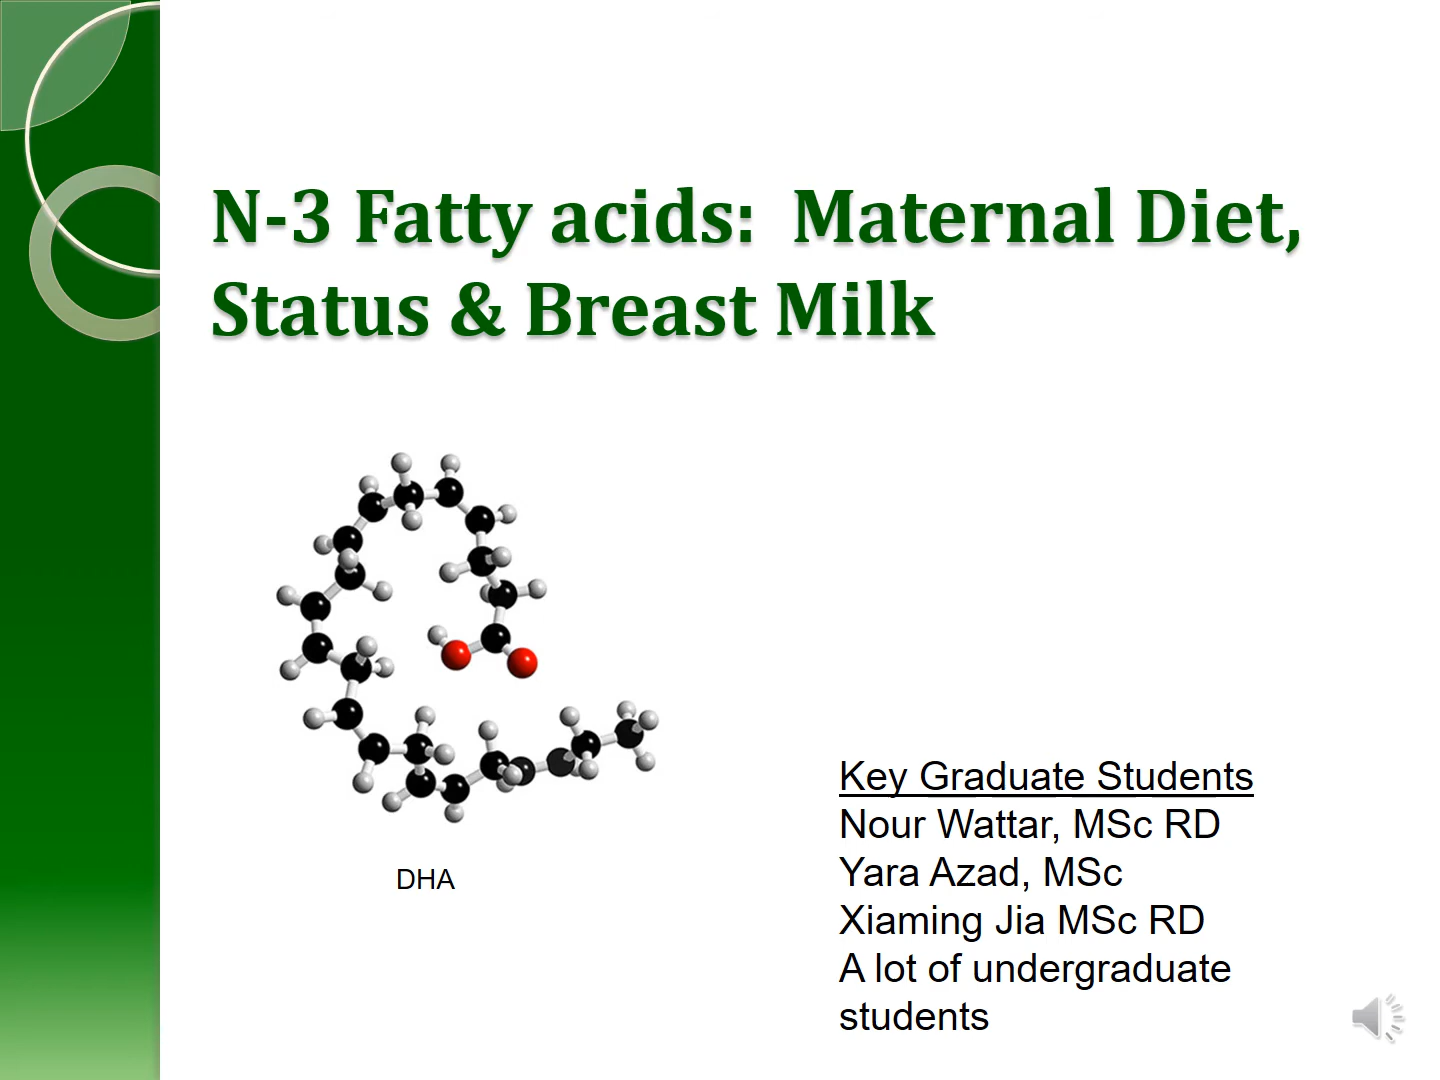 N-3 Fatty acids:  Maternal Diet,
Status & Breast Milk
DHA
Key Graduate Students
Nour Wattar, MSc RD
Yara Azad, MSc
Xiaming Jia MSc RD
A lot of undergraduate
students